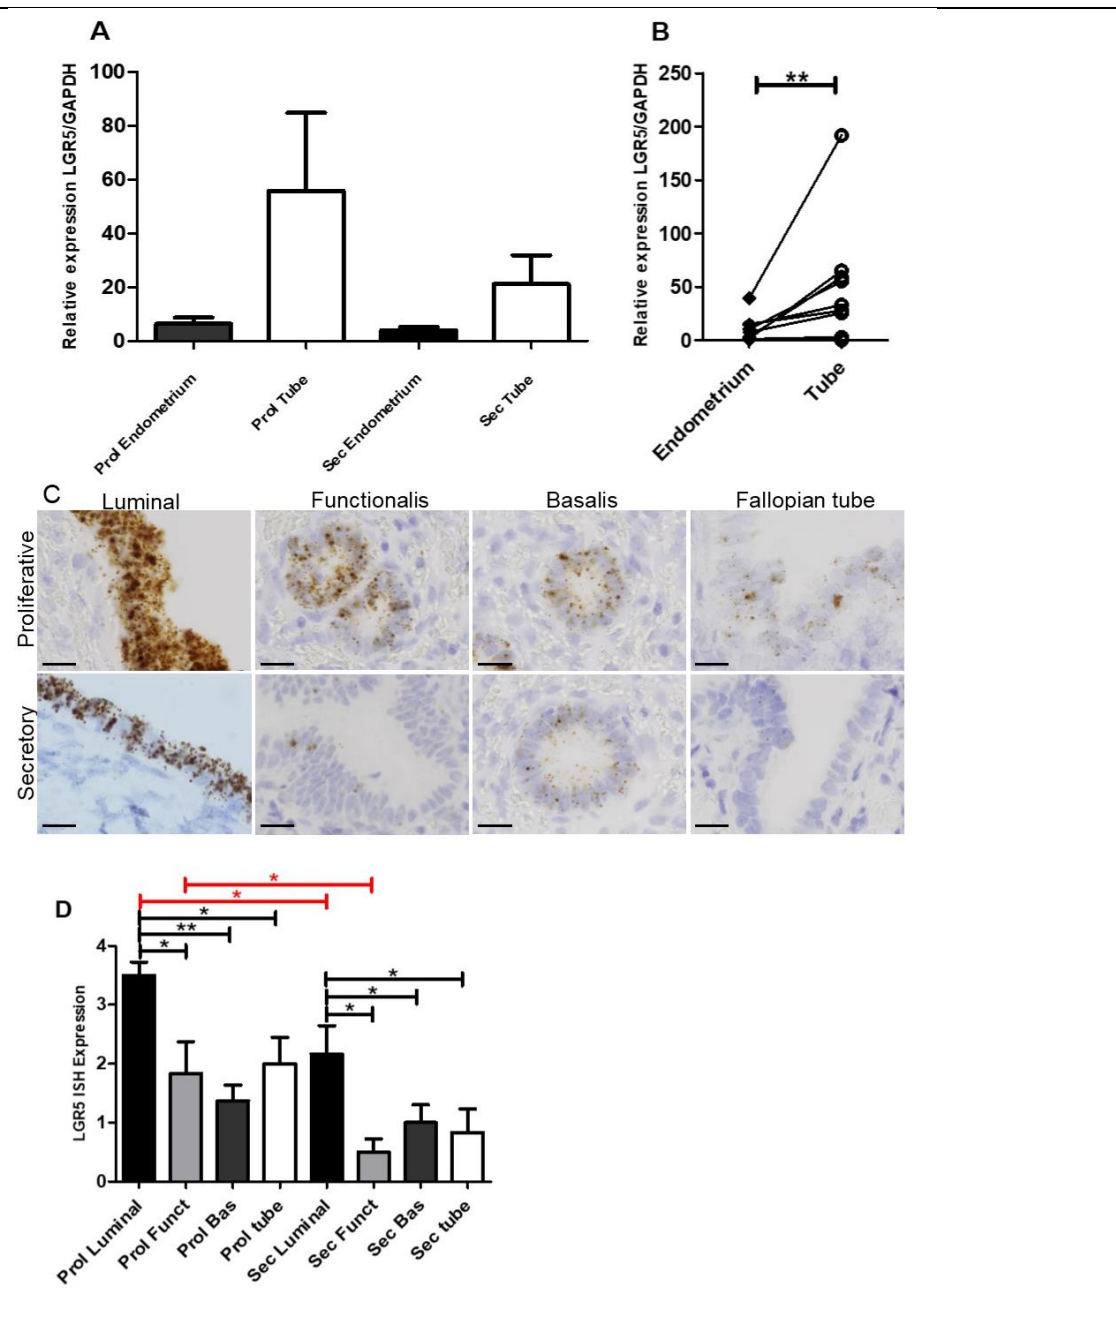 A
Relative expression LGR5/GAPDH
100
80
60
40
20
0
Prol Endometrium
Prol Tube
Sec Endometrium
Sec Tube
B
Relative expression LGR5/GAPDH
**
250
200
150
100
50
0
Endometrium
Tube
C
Luminal
Functionalis
Basalis
Fallopian tube
Proliferative
Secretory
D
*
*
*
**
*
*
*
*
LGR5 ISH Expression
4
3
2
1
0
Prol Luminal
Prol Funct
Prol Bas
Prol tube
Sec Luminal
Sec Funct
Sec Bas
Sec tube